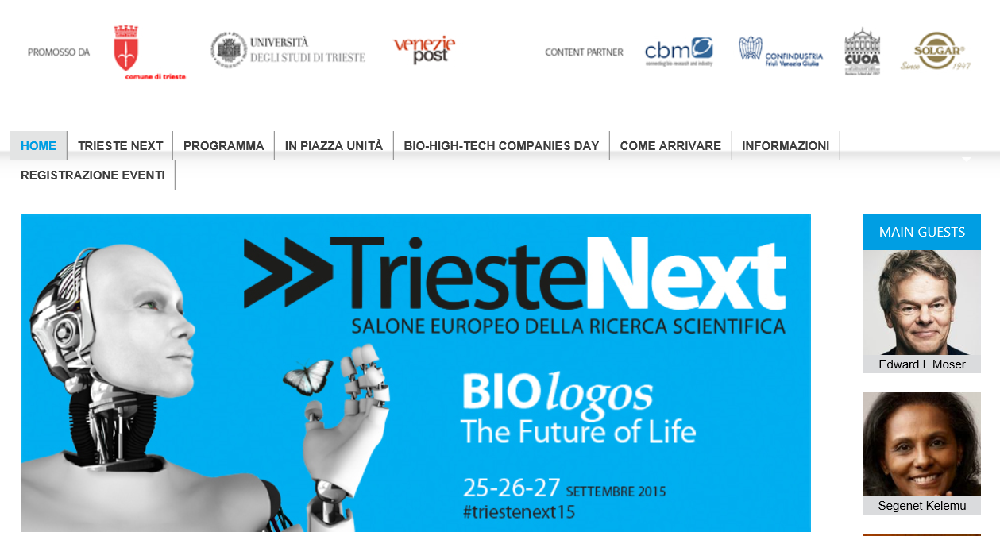 PROMOSSO DA
comune di trieste
UNIVERSITÀ
DEGLI STUDI DI TRIESTE
venezie
post
CONTENT PARTNER
cbm
connecting bio-research and industry
CONFINDUSTRIA
Friuli Venezia Giulia
CUOA
SOLGAR®
Since 1947
HOME
TRIESTE NEXT
PROGRAMMA
IN PIAZZA UNITÀ
BIO-HIGH-TECH COMPANIES DAY
COME ARRIVARE
INFORMAZIONI
REGISTRAZIONE EVENTI
>>TriesteNext
SALONE EUROPEO DELLA RICERCA SCIENTIFICA
BIOlogos
The Future of Life
25-26-27 SETTEMBRE 2015
#triestenext15
MAIN GUESTS
Edward I. Moser
Segenet Kelemu